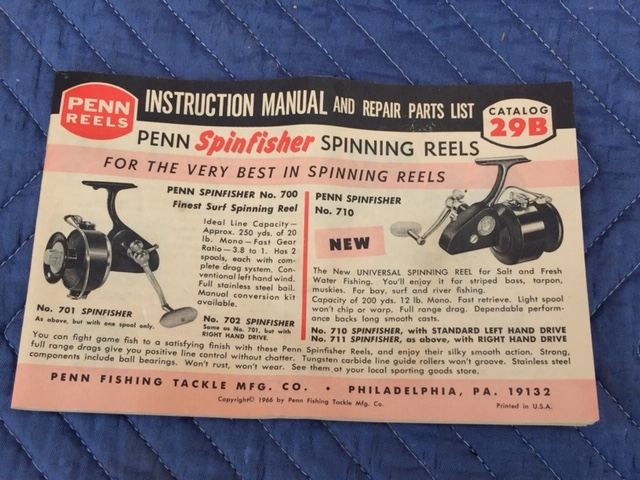 PENN
REELS
INSTRUCTION MANUAL AND REPAIR PARTS LIST
CATALOG
29B
PENN Spinfisher SPINNING REELS
FOR THE VERY BEST IN SPINNING REELS
PENN SPINFISHER No. 700
Finest Surf Spinning Reel
Ideal Line Capacity—
Approx. 250 yds. of 20
lb. Mono—Fast Gear
Ratio—3.8 to 1. Has 2
spools, each with com-
plete drag system. Con-
ventional left hand wind.
Full stainless steel bail.
Manual conversion kit
available.
No. 701 SPINFISHER
As above, but with one spool only.
No. 702 SPINFISHER
Same as No. 701, but with
RIGHT HAND DRIVE.
PENN SPINFISHER
No. 710
NEW
The New UNIVERSAL SPINNING REEL for Salt and Fresh
Water Fishing. You'll enjoy it for striped bass, tarpon,
muskies. For bay, surf and river fishing.
Capacity of 200 yds. 12 lb. Mono. Fast retrieve. Light spool
won't chip or warp. Full range drag. Dependable perform-
ance backs long smooth casts.
No. 710 SPINFISHER, with STANDARD LEFT HAND DRIVE
No. 711 SPINFISHER, as above, with RIGHT HAND DRIVE
You can fight game fish to a satisfying finish with these Penn Spinfisher Reels, and enjoy their silky smooth action. Strong,
full range drags give you positive line control without chatter. Tungsten carbide line guide rollers won't groove. Stainless steel
components include ball bearings. Won't rust, won't wear. See them at your local sporting goods store.
PENN FISHING TACKLE MFG. CO. • PHILADELPHIA, PA. 19132
Copyright© 1966 by Penn Fishing Tackle Mfg. Co.
Printed in U.S.A.